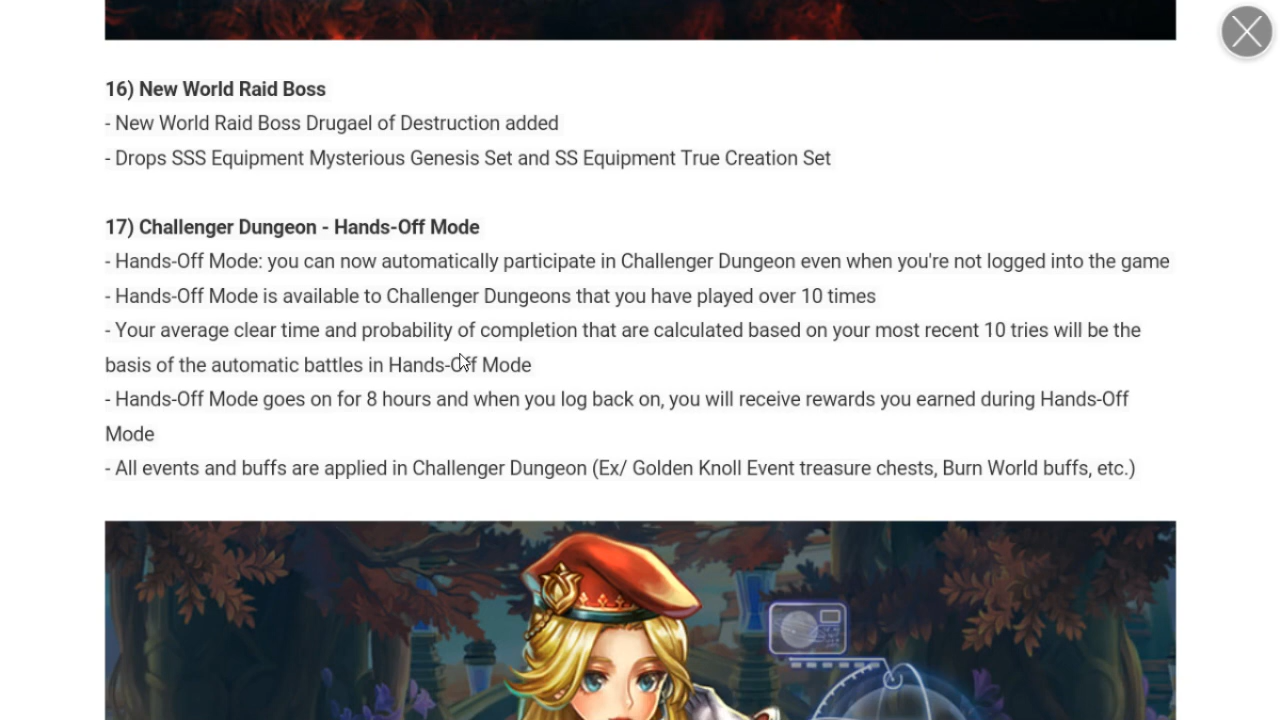 16) New World Raid Boss
- New World Raid Boss Drugael of Destruction added
- Drops SSS Equipment Mysterious Genesis Set and SS Equipment True Creation Set
17) Challenger Dungeon - Hands-Off Mode
- Hands-Off Mode: you can now automatically participate in Challenger Dungeon even when you're not logged into the game
- Hands-Off Mode is available to Challenger Dungeons that you have played over 10 times
- Your average clear time and probability of completion that are calculated based on your most recent 10 tries will be the
basis of the automatic battles in Hands-Off Mode
- Hands-Off Mode goes on for 8 hours and when you log back on, you will receive rewards you earned during Hands-Off
Mode
- All events and buffs are applied in Challenger Dungeon (Ex/ Golden Knoll Event treasure chests, Burn World buffs, etc.)